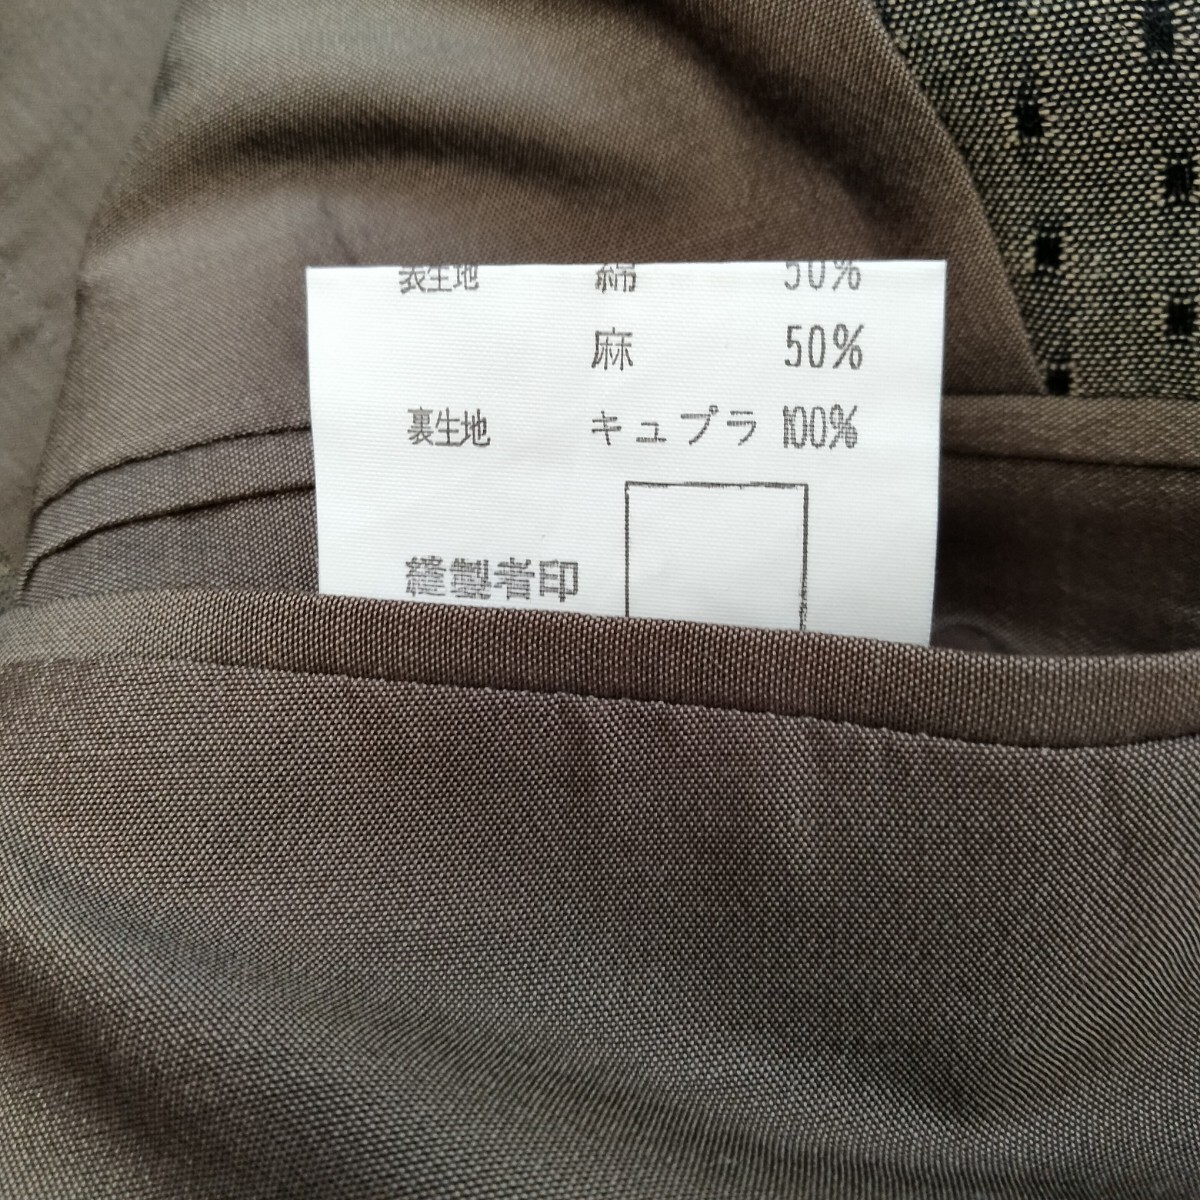 表生地 綿 50%
麻 50%
裏生地 キュプラ 100%
縫製者印